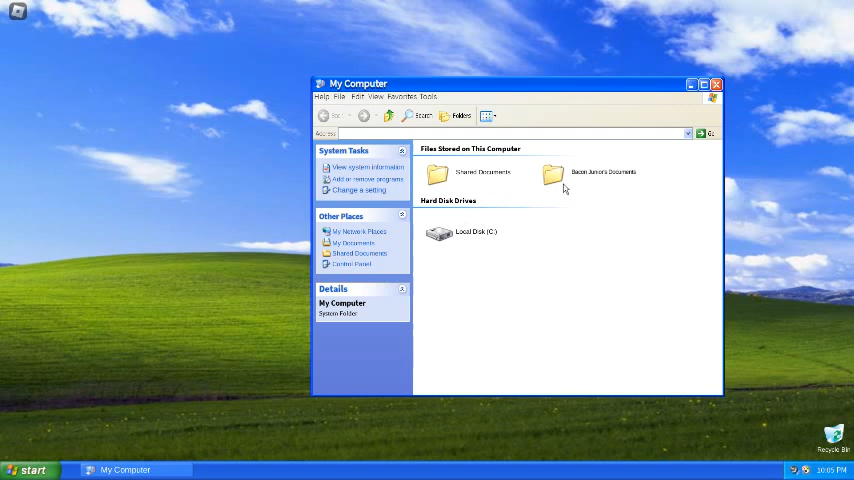 My Computer
Help File Edit View Favorites Tools
Search Folders
Address Go
System Tasks
View system information
Add or remove programs
Change a setting
Other Places
My Network Places
My Documents
Shared Documents
Control Panel
Details
My Computer
System Folder
Files Stored on This Computer
Shared Documents Bacon Junior's Documents
Hard Disk Drives
Local Disk (C:)
Recycle Bin
start My Computer 10:05 PM